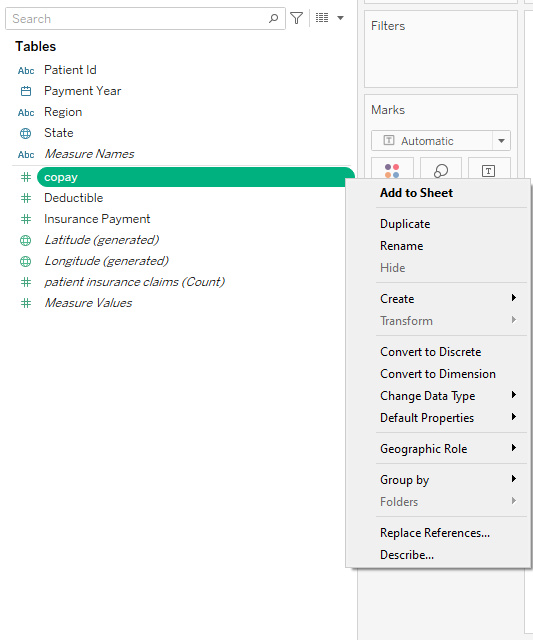 Search
Tables
Abc Patient Id
Payment Year
Abc Region
State
Abc Measure Names
# copay
# Deductible
# Insurance Payment
Latitude (generated)
Longitude (generated)
# patient insurance claims (Count)
# Measure Values
Filters
Marks
T Automatic
T
Add to Sheet
Duplicate
Rename
Hide
Create
Transform
Convert to Discrete
Convert to Dimension
Change Data Type
Default Properties
Geographic Role
Group by
Folders
Replace References...
Describe...